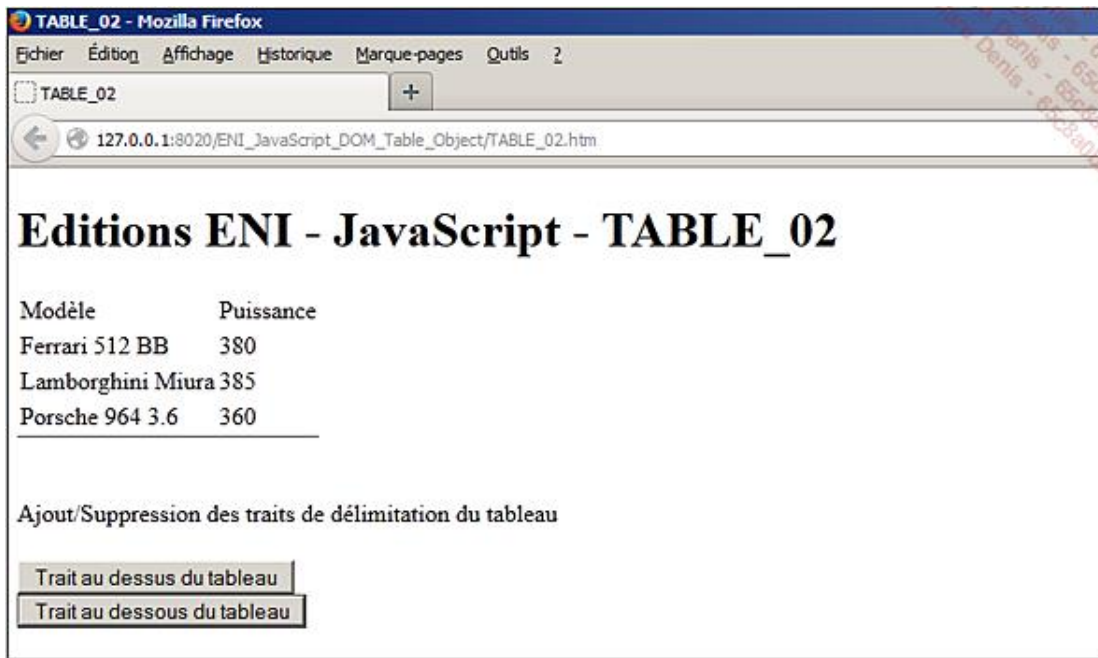 TABLE_02 - Mozilla Firefox
Fichier Édition Affichage Historique Marque-pages Outils ?
TABLE_02 +
127.0.0.1:8020/ENI_JavaScript_DOM_Table_Object/TABLE_02.htm
Editions ENI - JavaScript - TABLE_02
Modèle Puissance
Ferrari 512 BB 380
Lamborghini Miura 385
Porsche 964 3.6 360
Ajout/Suppression des traits de délimitation du tableau
Trait au dessus du tableau
Trait au dessous du tableau